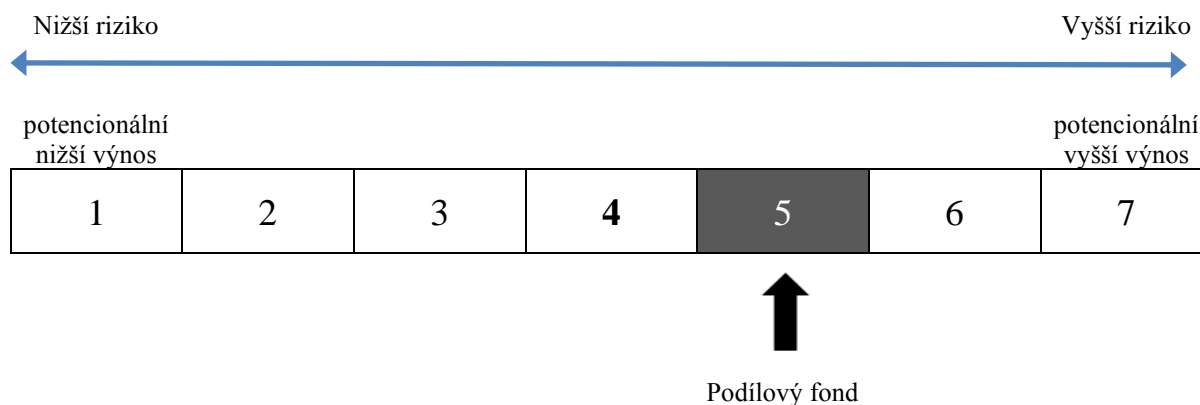 Nižší riziko Vyšší riziko
potencionální potencionální
nižší výnos vyšší výnos
1 2 3 4 5 6 7
Podílový fond